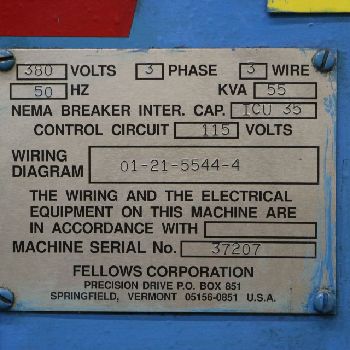 380 VOLTS 3 PHASE 3 WIRE
50 HZ KVA 55
NEMA BREAKER INTER. CAP. ICU 35
CONTROL CIRCUIT 115 VOLTS
WIRING DIAGRAM 01-21-5544-4
THE WIRING AND THE ELECTRICAL
EQUIPMENT ON THIS MACHINE ARE
IN ACCORDANCE WITH
MACHINE SERIAL No. 37207
FELLOWS CORPORATION
PRECISION DRIVE P.O. BOX 851
SPRINGFIELD, VERMONT 05156-0851 U.S.A.